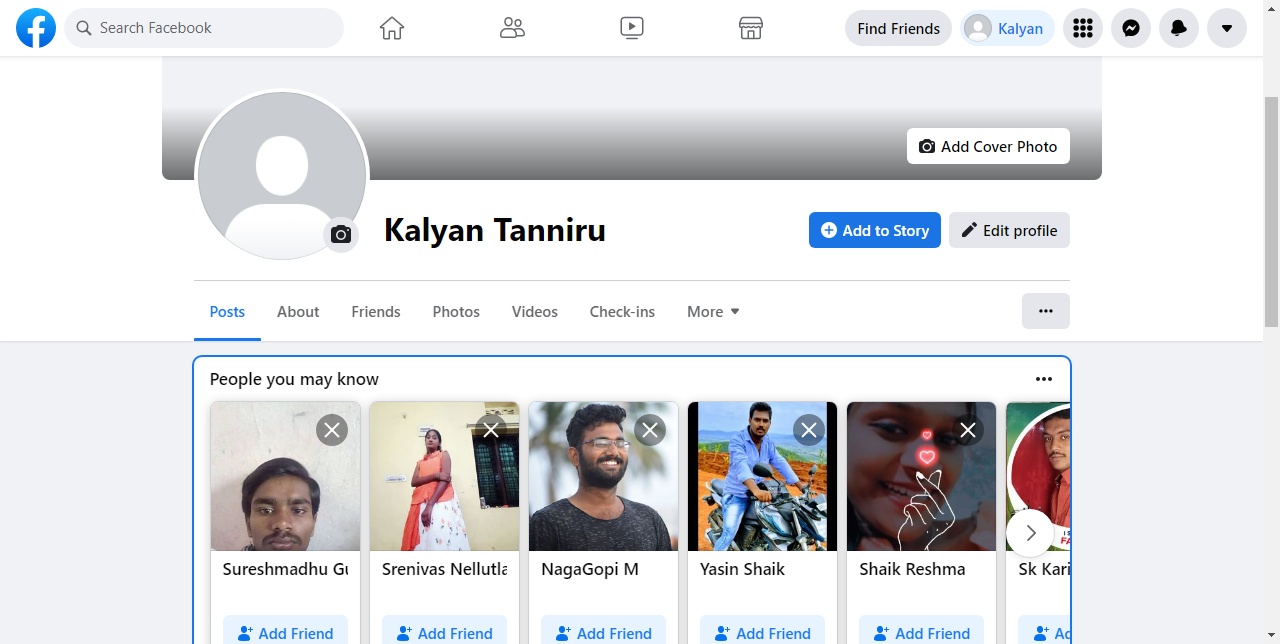 Search Facebook
Find Friends
Kalyan
Add Cover Photo
Kalyan Tanniru
Add to Story
Edit profile
Posts About Friends Photos Videos Check-ins More
People you may know
Sureshmadhu Gu
Srenivas Nellutla
NagaGopi M
Yasin Shaik
Shaik Reshma
Sk Kari
Add Friend
Add Friend
Add Friend
Add Friend
Add Friend